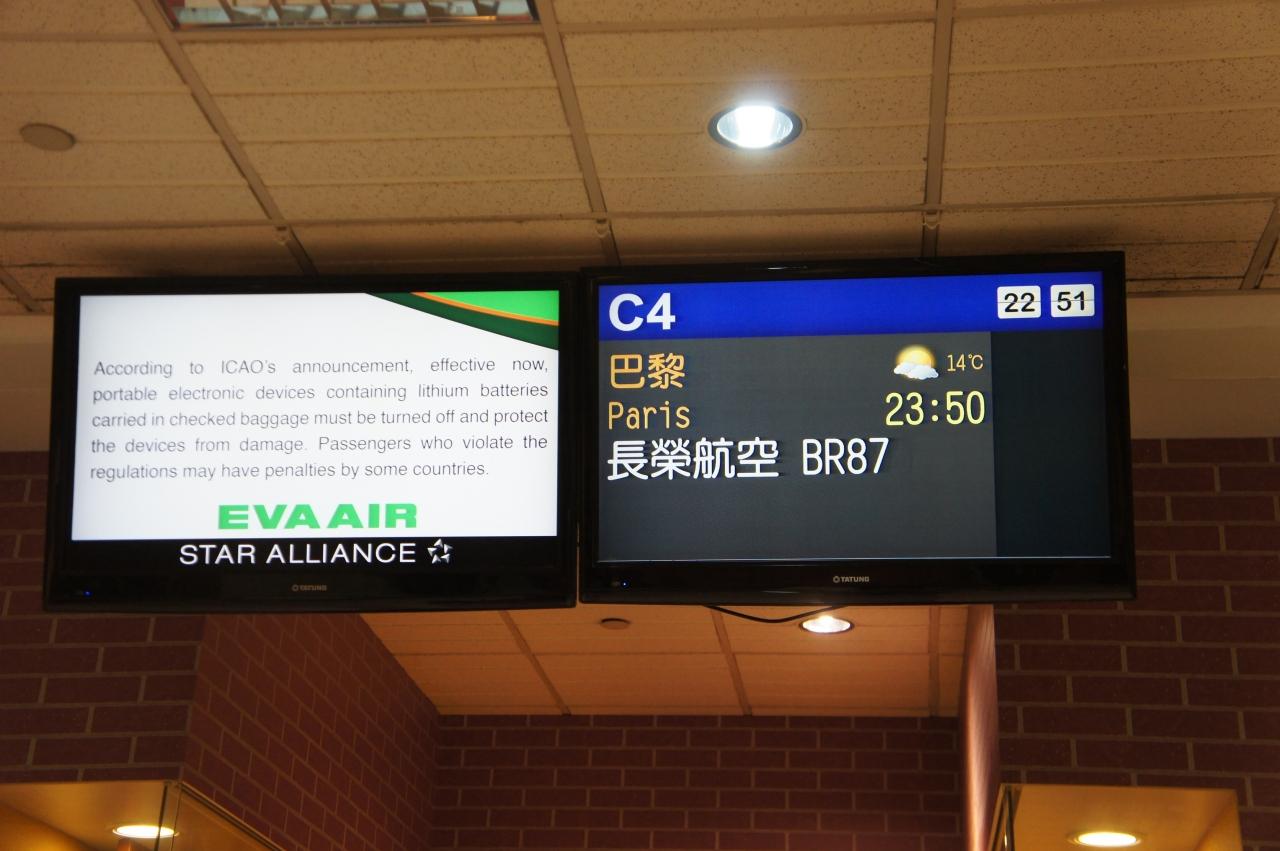 According to ICAO's announcement, effective now,
portable electronic devices containing lithium batteries
carried in checked baggage must be turned off and protect
the devices from damage. Passengers who violate the
regulations may have penalties by some countries.
EVA AIR
STAR ALLIANCE
TATUNG
C4 22 51
巴黎 14℃
Paris 23:50
長榮航空 BR87
TATUNG